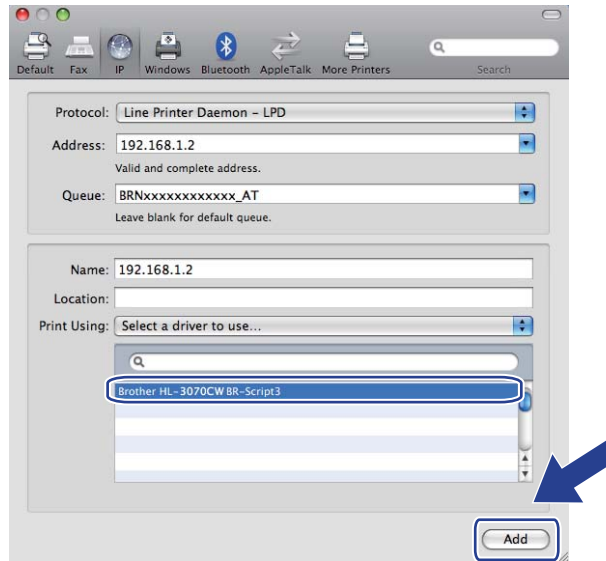 Default Fax IP Windows Bluetooth AppleTalk More Printers Search
Protocol: Line Printer Daemon – LPD
Address: 192.168.1.2
Valid and complete address.
Queue: BRNxxxxxxxxxxxx_AT
Leave blank for default queue.
Name: 192.168.1.2
Location:
Print Using: Select a driver to use...
Brother HL-3070CW BR-Script3
Add